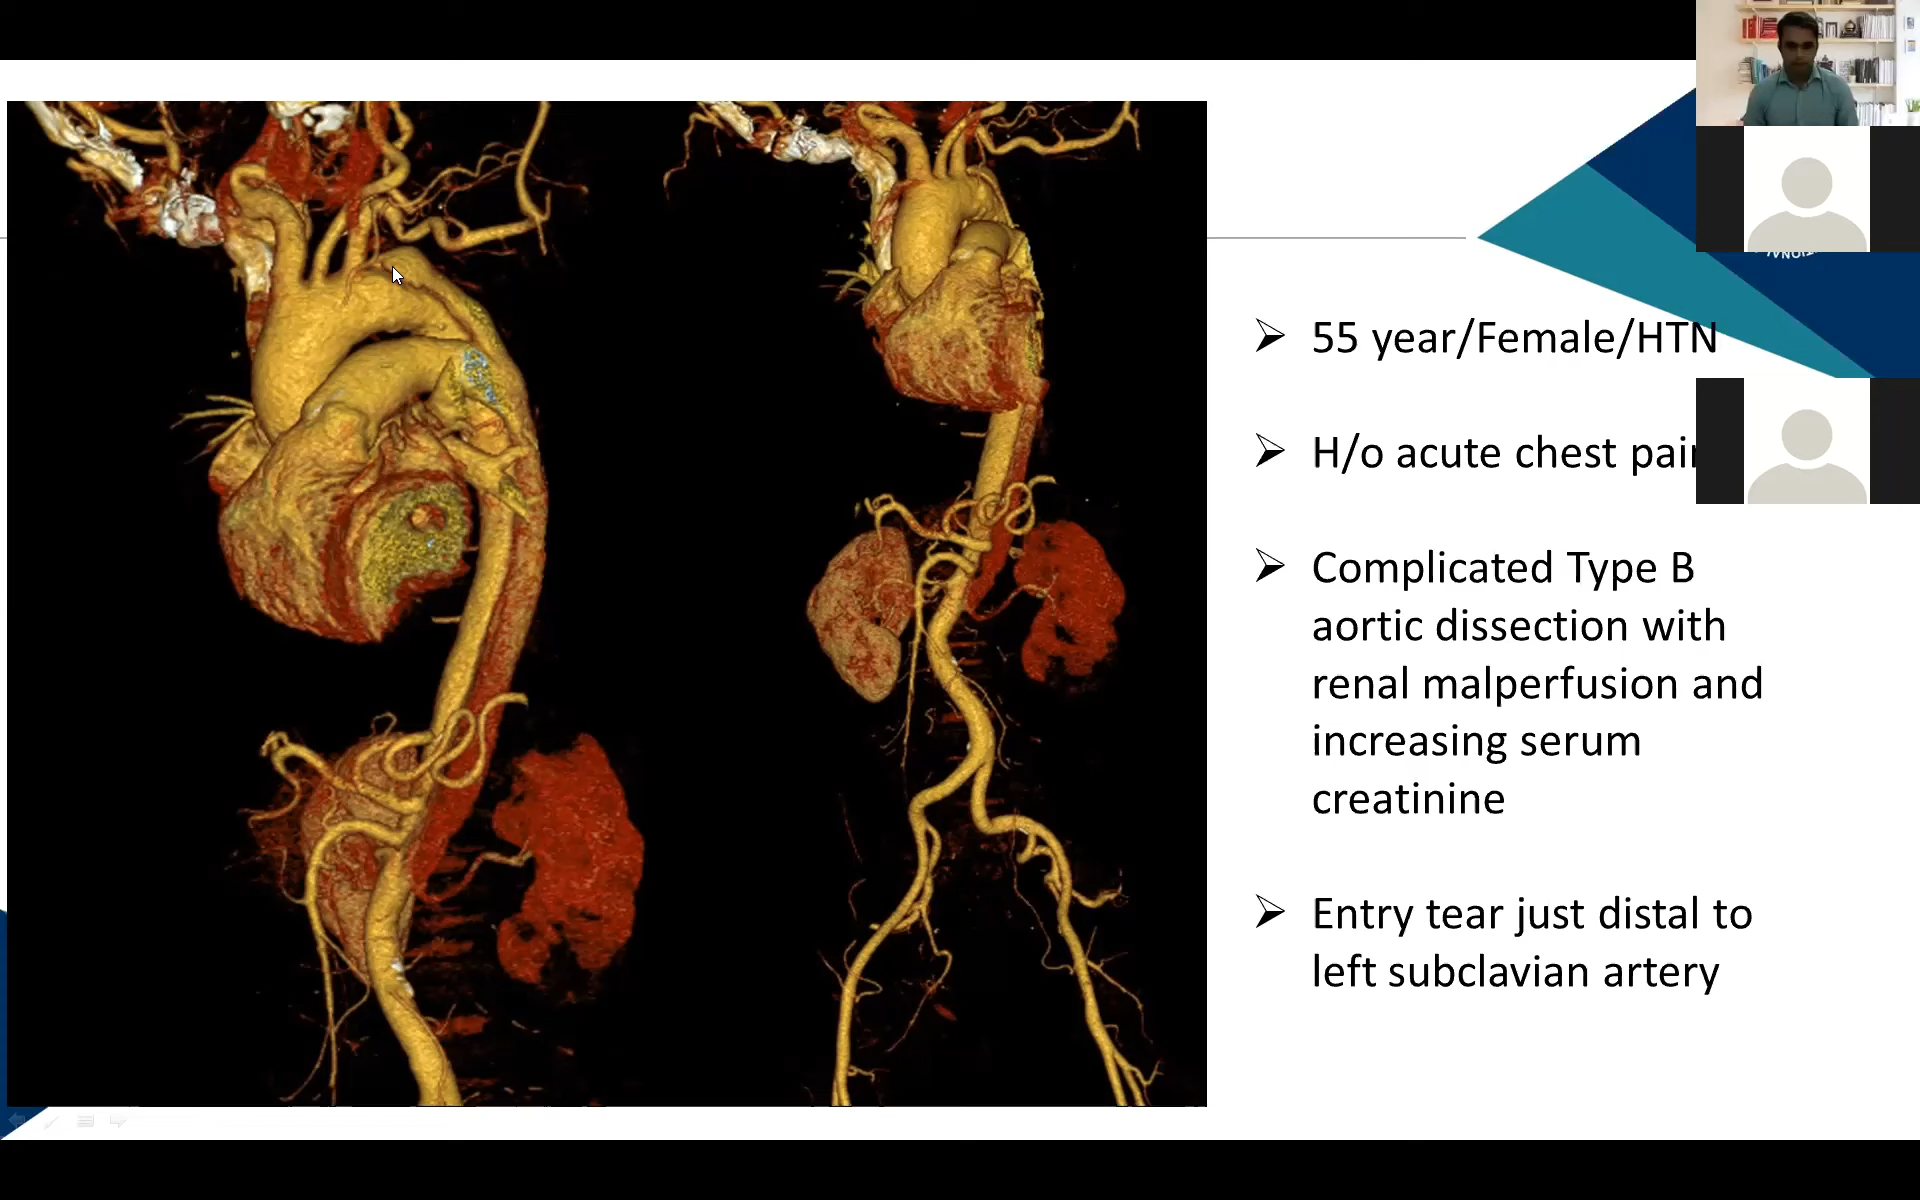 55 year/Female/HTN
H/o acute chest pain
Complicated Type B
aortic dissection with
renal malperfusion and
increasing serum
creatinine
Entry tear just distal to
left subclavian artery